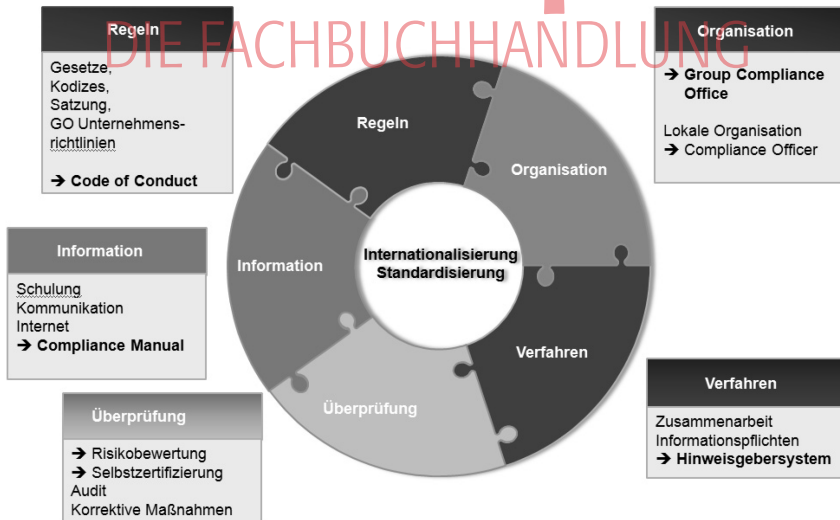 DIE FACHBUCHHANDLUNG
Regeln
Gesetze,
Kodizes,
Satzung,
GO Unternehmens-
richtlinien
➔ Code of Conduct
Organisation
➔ Group Compliance
Office
Lokale Organisation
➔ Compliance Officer
Regeln
Organisation
Information
Internationalisierung
Standardisierung
Verfahren
Überprüfung
Information
Schulung
Kommunikation
Internet
➔ Compliance Manual
Überprüfung
➔ Risikobewertung
➔ Selbstzertifizierung
Audit
Korrektive Maßnahmen
Verfahren
Zusammenarbeit
Informationspflichten
➔ Hinweisgebersystem